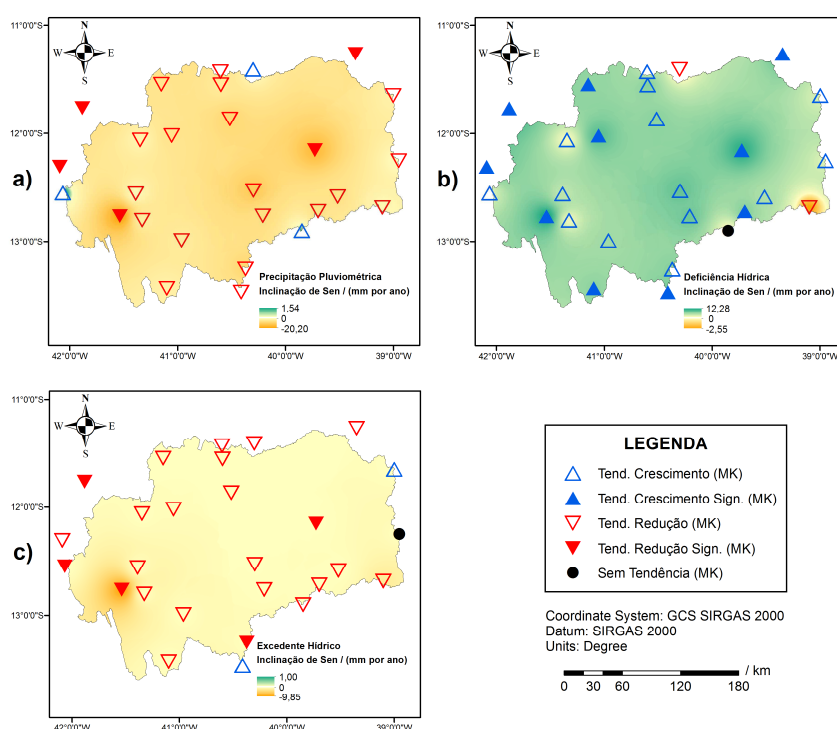 11°0'0"S
12°0'0"S
13°0'0"S
N
W E
S
a)
Precipitação Pluviométrica
Inclinação de Sen / (mm por ano)
1,54
0
-20,20
42°0'0"W 41°0'0"W 40°0'0"W 39°0'0"W
11°0'0"S
12°0'0"S
13°0'0"S
N
W E
S
b)
Deficiência Hídrica
Inclinação de Sen / (mm por ano)
12,28
0
-2,55
42°0'0"W 41°0'0"W 40°0'0"W 39°0'0"W
11°0'0"S
12°0'0"S
13°0'0"S
N
W E
S
c)
Excedente Hídrico
Inclinação de Sen / (mm por ano)
1,00
0
-9,85
42°0'0"W 41°0'0"W 40°0'0"W 39°0'0"W
LEGENDA
Tend. Crescimento (MK)
Tend. Crescimento Sign. (MK)
Tend. Redução (MK)
Tend. Redução Sign. (MK)
Sem Tendência (MK)
Coordinate System: GCS SIRGAS 2000
Datum: SIRGAS 2000
Units: Degree
/ km
0 30 60 120 180